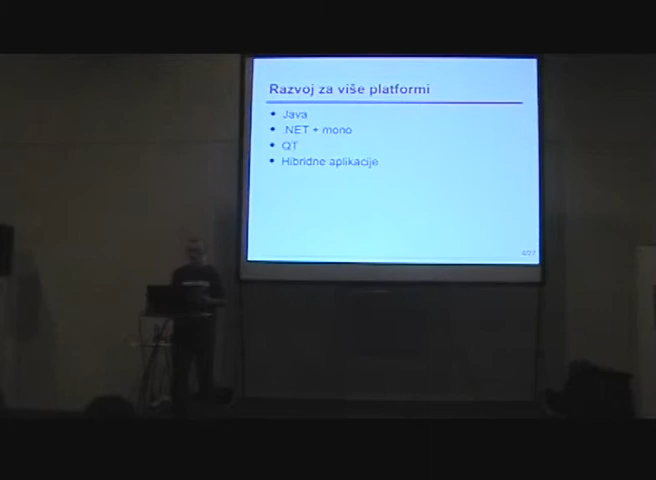 Razvoj za više platformi
Java
.NET + mono
QT
Hibridne aplikacije